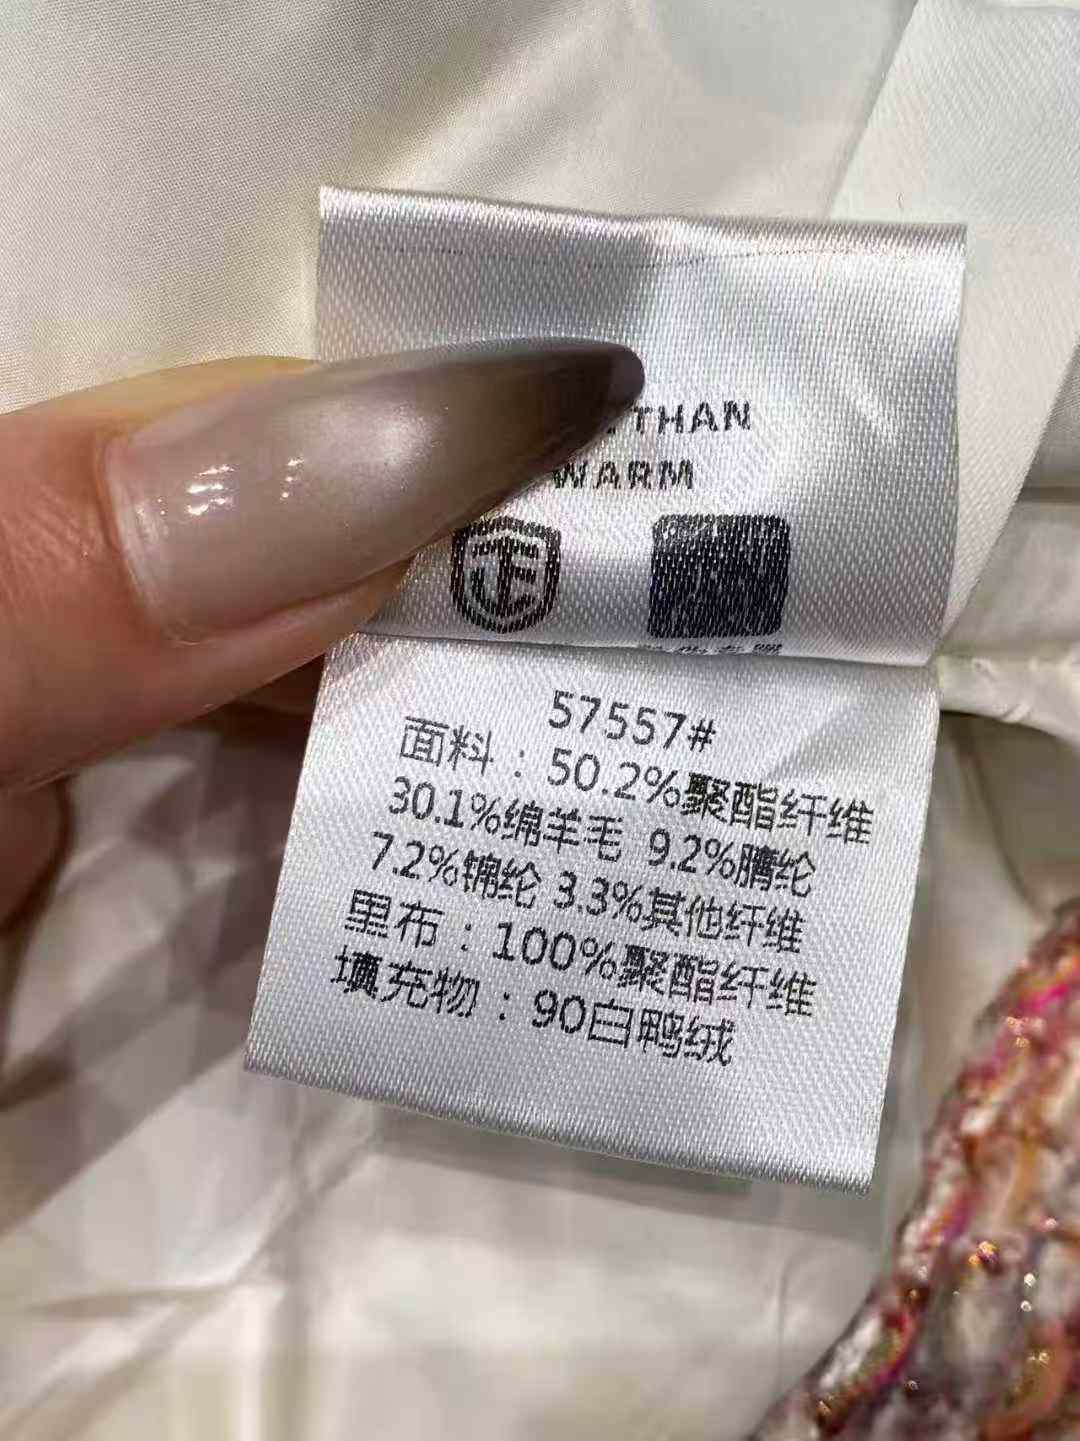 THAN
WARM
57557#
面料：50.2%聚酯纤维
30.1%绵羊毛 9.2%腈纶
7.2%锦纶 3.3%其他纤维
里布：100%聚酯纤维
填充物：90白鸭绒